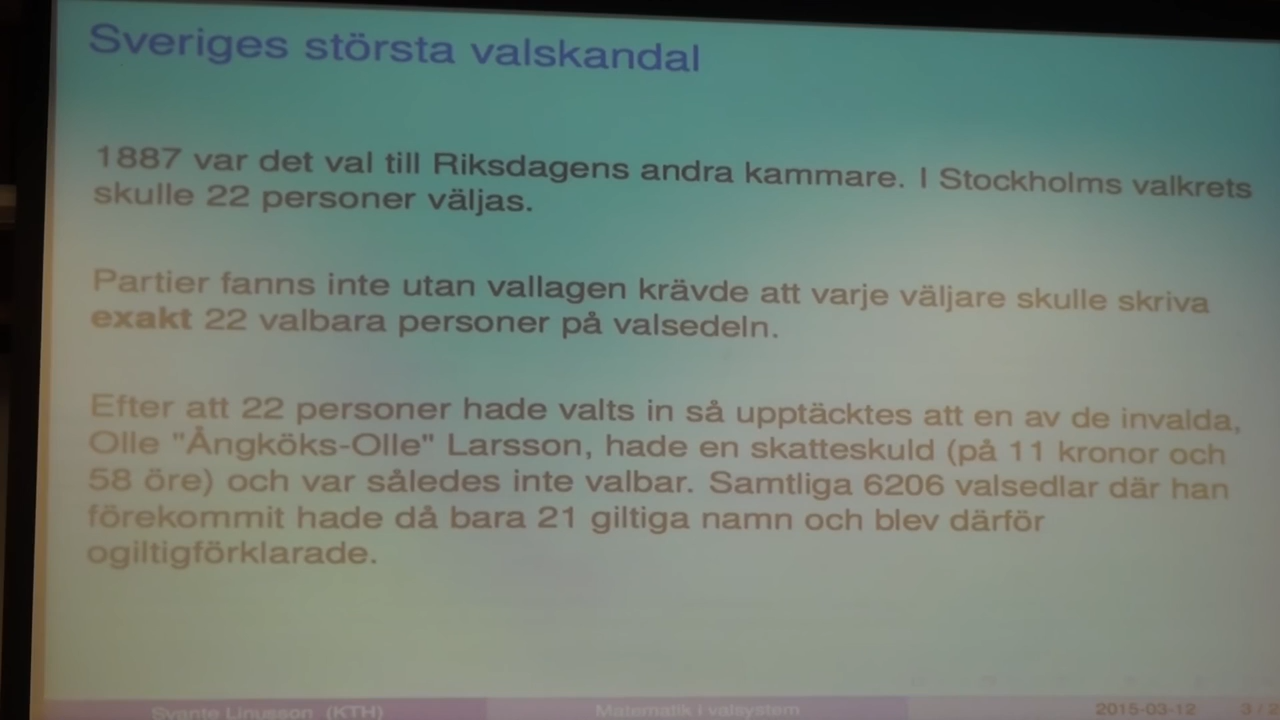 Sveriges största valskandal
1887 var det val till Riksdagens andra kammare. I Stockholms valkrets
skulle 22 personer väljas.
Partier fanns inte utan vallagen krävde att varje väljare skulle skriva
exakt 22 valbara personer på valsedeln.
Efter att 22 personer hade valts in så upptäcktes att en av de invalda,
Olle "Ångköks-Olle" Larsson, hade en skatteskuld (på 11 kronor och
58 öre) och var således inte valbar. Samtliga 6206 valsedlar där han
förekommit hade då bara 21 giltiga namn och blev därför
ogiltigförklarade.
Svante Linusson (KTH) Matematik i valsystem 2015-03-12 3 / 2